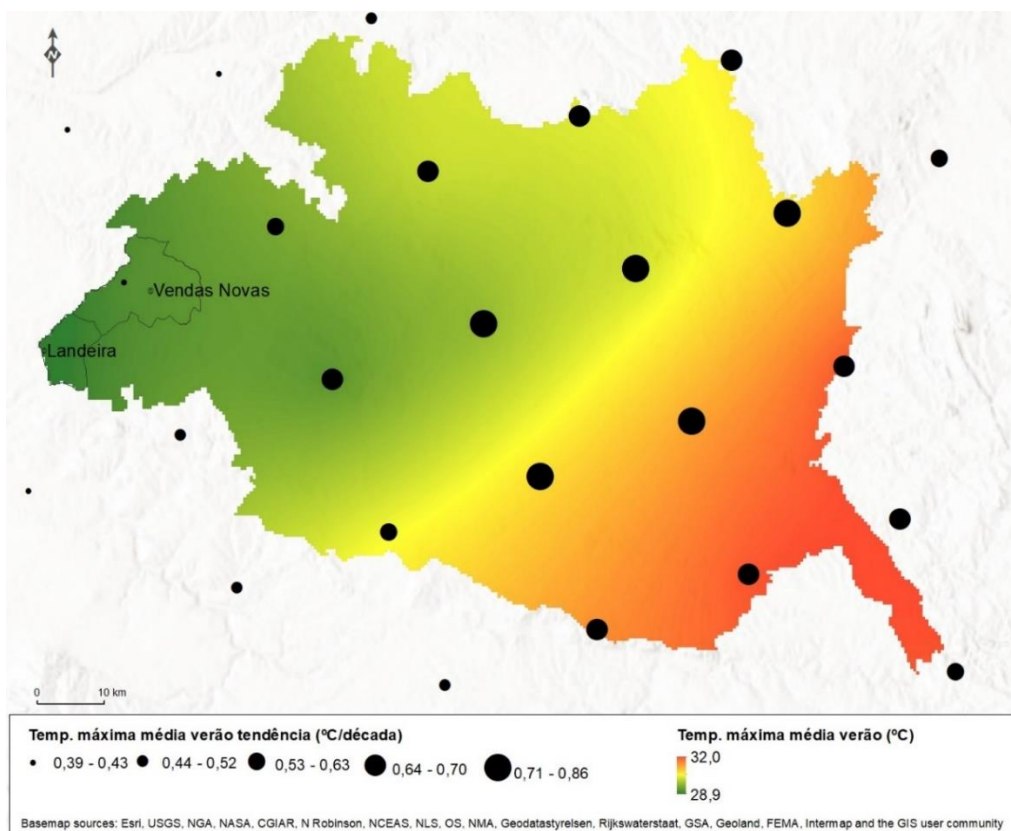 N
Vendas Novas
Landeira
0 10 km
Temp. máxima média verão tendência (ºC/década)
0,39 - 0,43 0,44 - 0,52 0,53 - 0,63 0,64 - 0,70 0,71 - 0,86
Temp. máxima média verão (ºC)
32,0
28,9
Basemap sources: Esri, USGS, NGA, NASA, CGIAR, N Robinson, NCEAS, NLS, OS, NMA, Geodatastyrelsen, Rijkswaterstaat, GSA, Geoland, FEMA, Intermap and the GIS user community